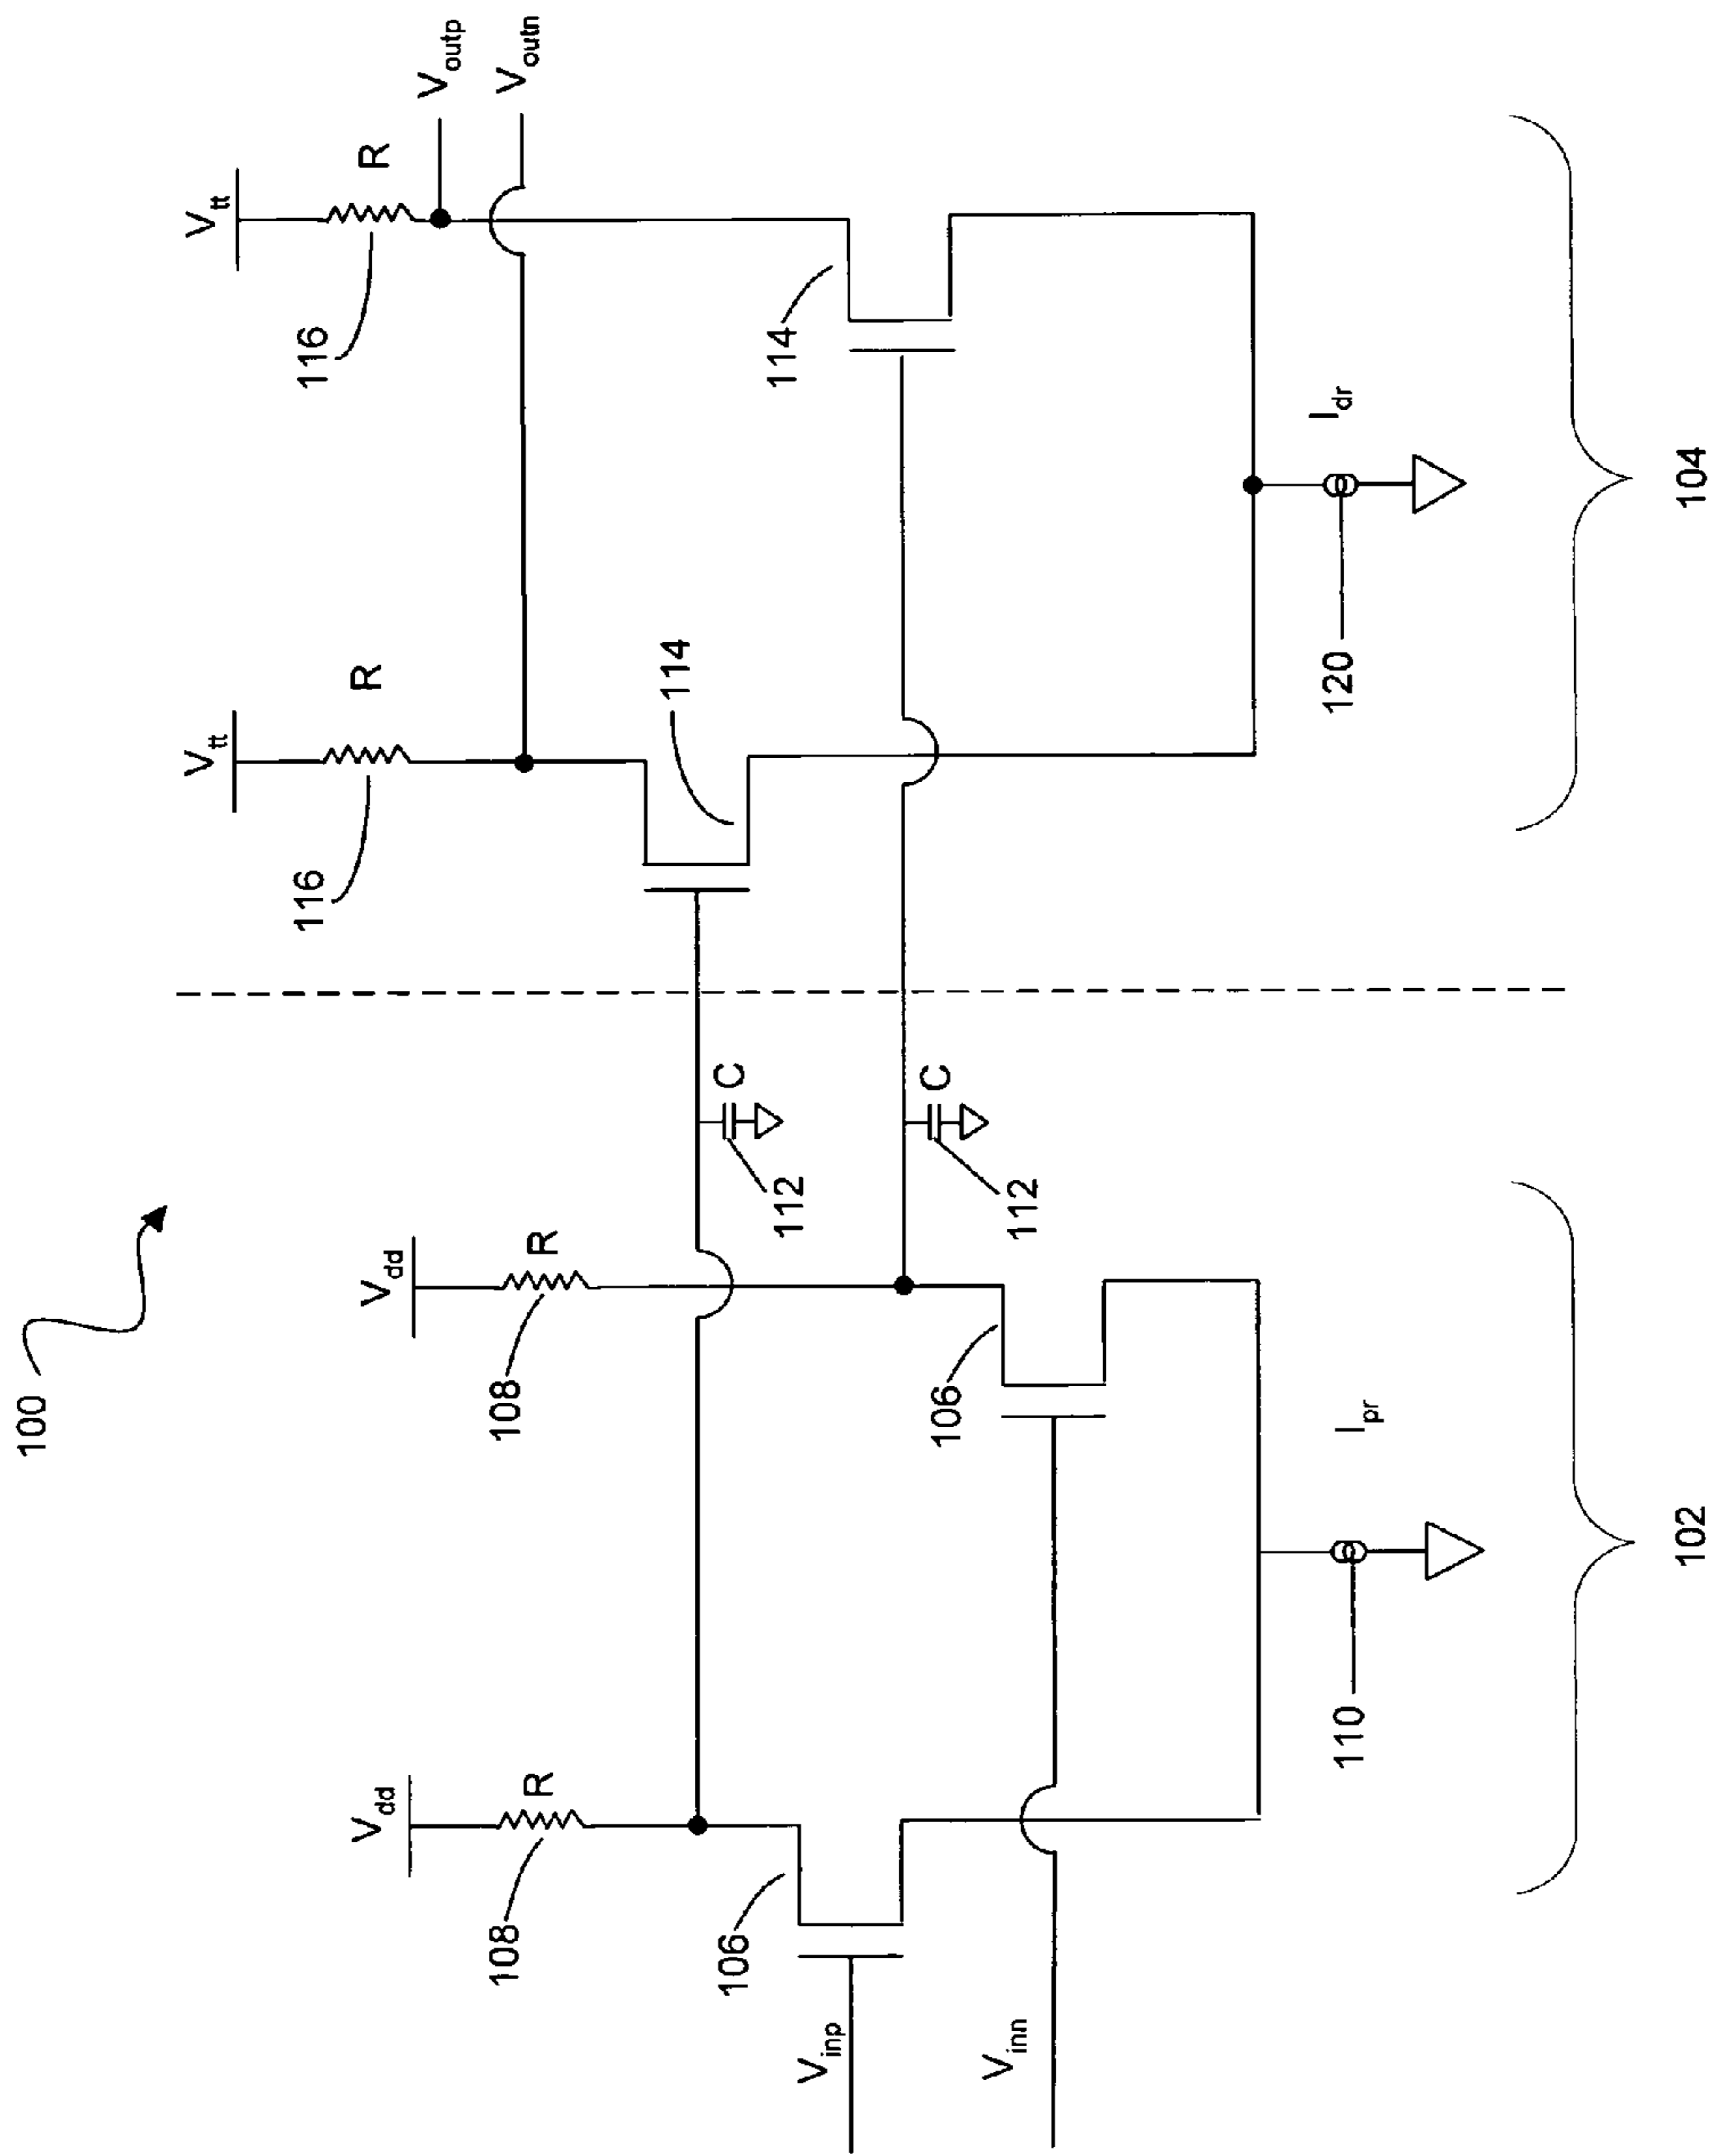 100
V_tt
V_tt
R
R
116
116
V_outp
V_outn
V_dd
V_dd
R
R
108
108
114
114
C
112
C
112
106
106
V_inp
V_inn
I_pr
110
I_dr
120
102
104